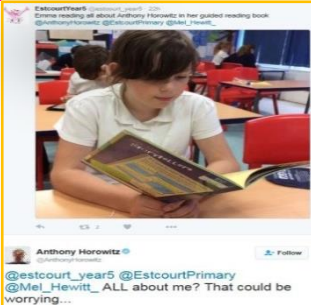 EstcourtYear5 @estcourt_year5 · 22h
Emma reading all about Anthony Horowitz in her guided reading book
@AnthonyHorowitz @EstcourtPrimary @Mel_Hewitt_
Anthony Horowitz
@AnthonyHorowitz
Follow
@estcourt_year5 @EstcourtPrimary
@Mel_Hewitt_ ALL about me? That could be
worrying...